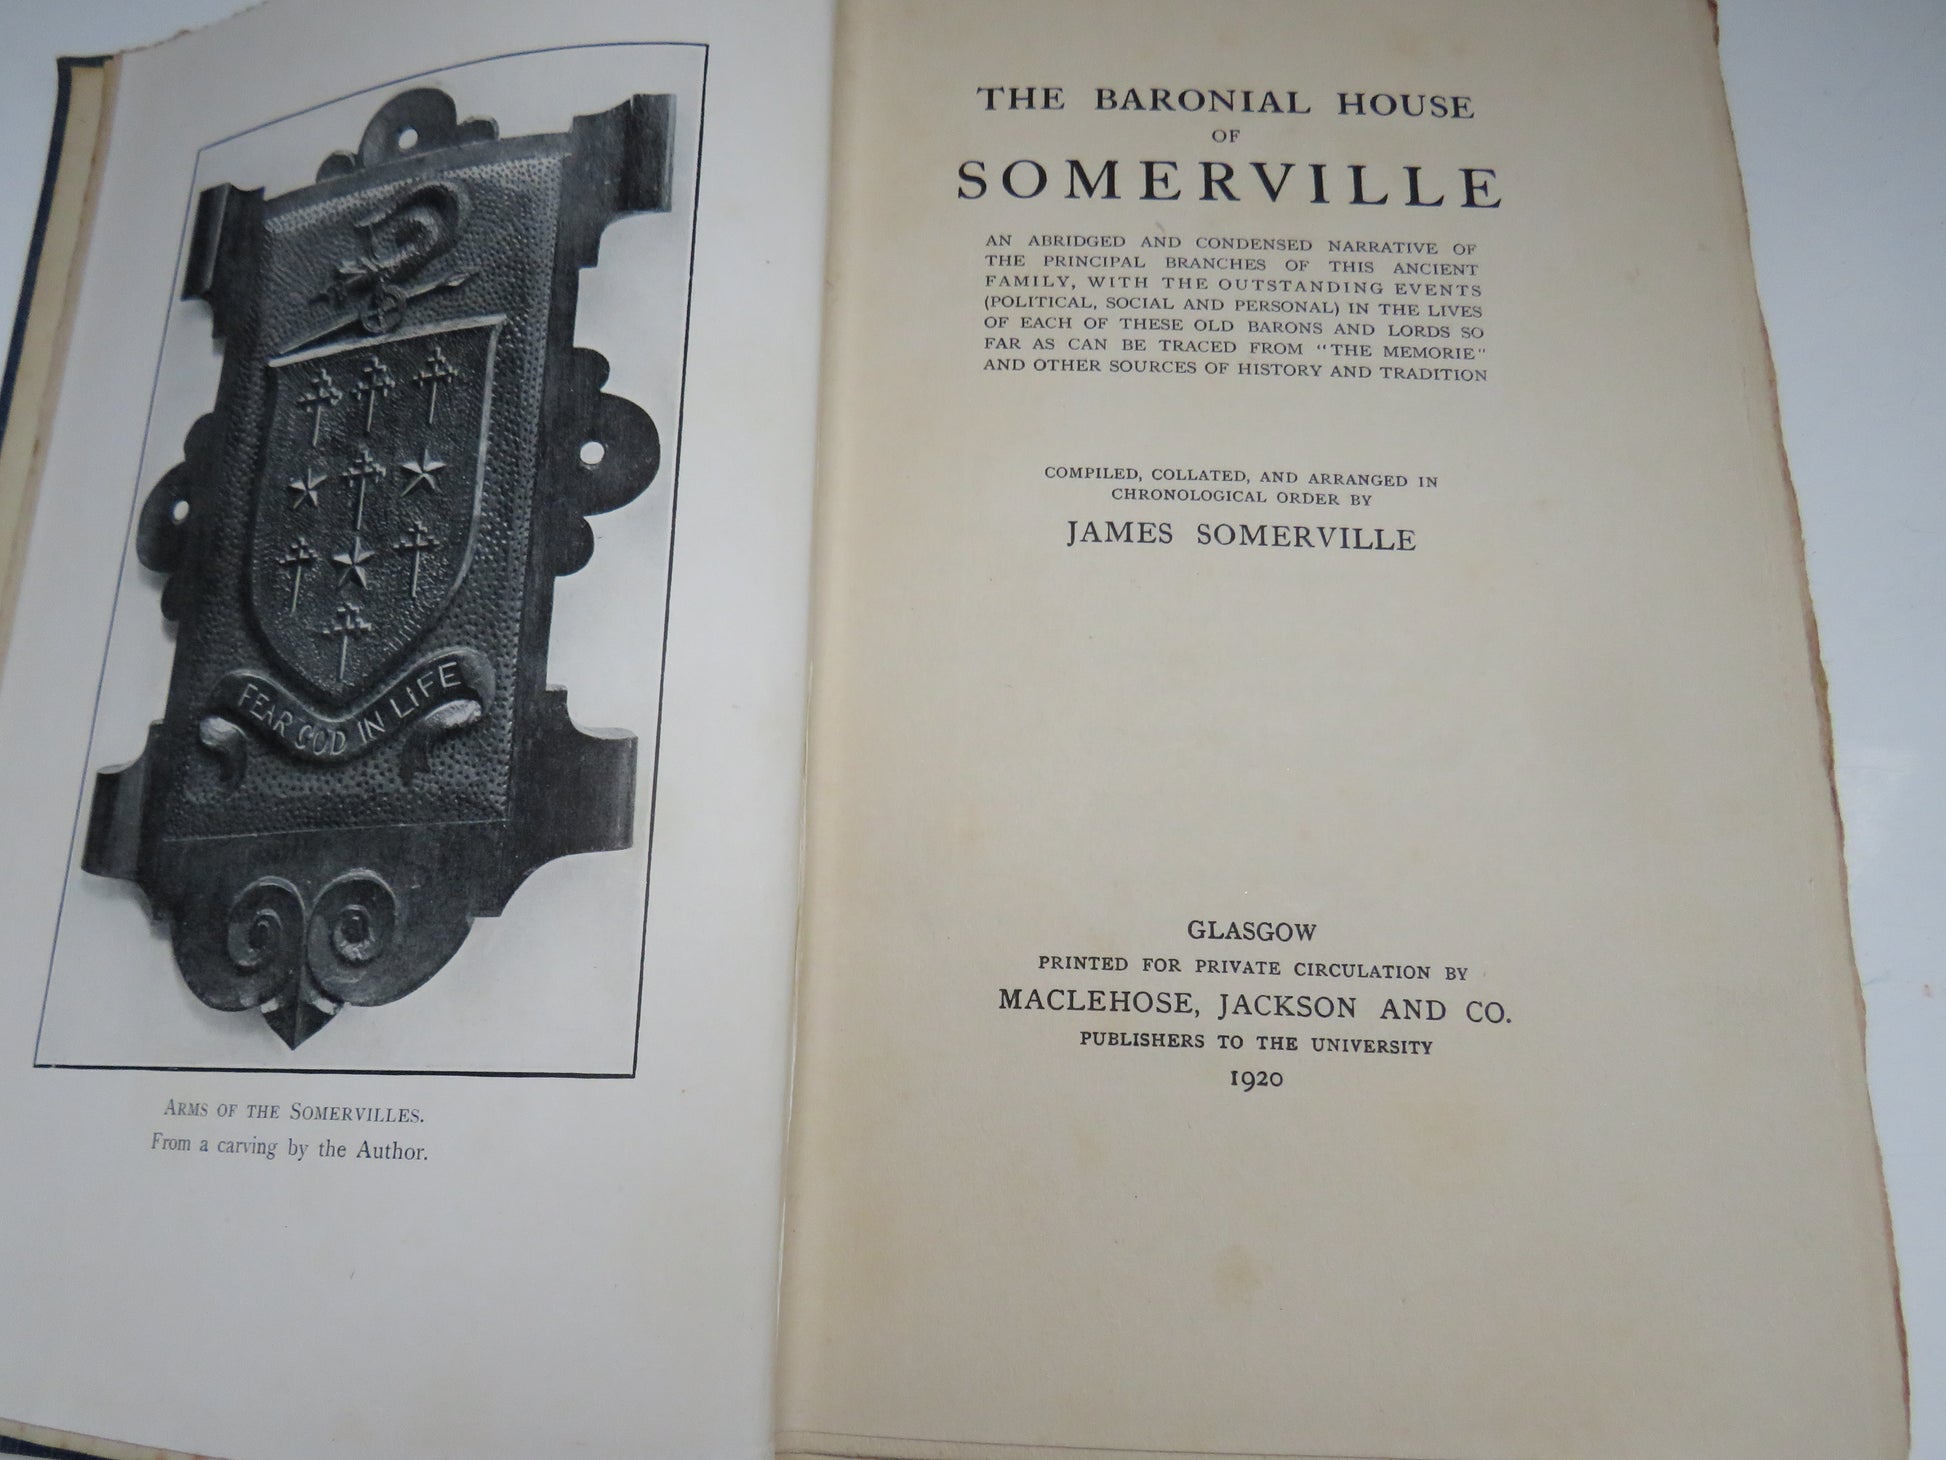 FEAR GOD IN LIFE
ARMS OF THE SOMERVILLES.
From a carving by the Author.
THE BARONIAL HOUSE
OF
SOMERVILLE
AN ABRIDGED AND CONDENSED NARRATIVE OF
THE PRINCIPAL BRANCHES OF THIS ANCIENT
FAMILY, WITH THE OUTSTANDING EVENTS
(POLITICAL, SOCIAL AND PERSONAL) IN THE LIVES
OF EACH OF THESE OLD BARONS AND LORDS SO
FAR AS CAN BE TRACED FROM "THE MEMORIE"
AND OTHER SOURCES OF HISTORY AND TRADITION
COMPILED, COLLATED, AND ARRANGED IN
CHRONOLOGICAL ORDER BY
JAMES SOMERVILLE
GLASGOW
PRINTED FOR PRIVATE CIRCULATION BY
MACLEHOSE, JACKSON AND CO.
PUBLISHERS TO THE UNIVERSITY
1920